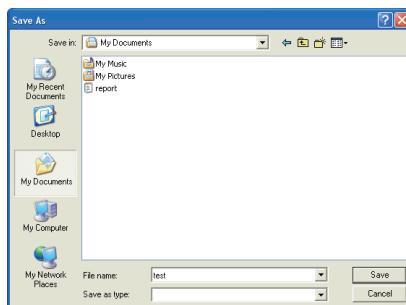 Save As
Save in: My Documents
My Music
My Pictures
report
My Recent
Documents
Desktop
My Documents
My Computer
My Network
Places
File name: test Save
Save as type: Cancel